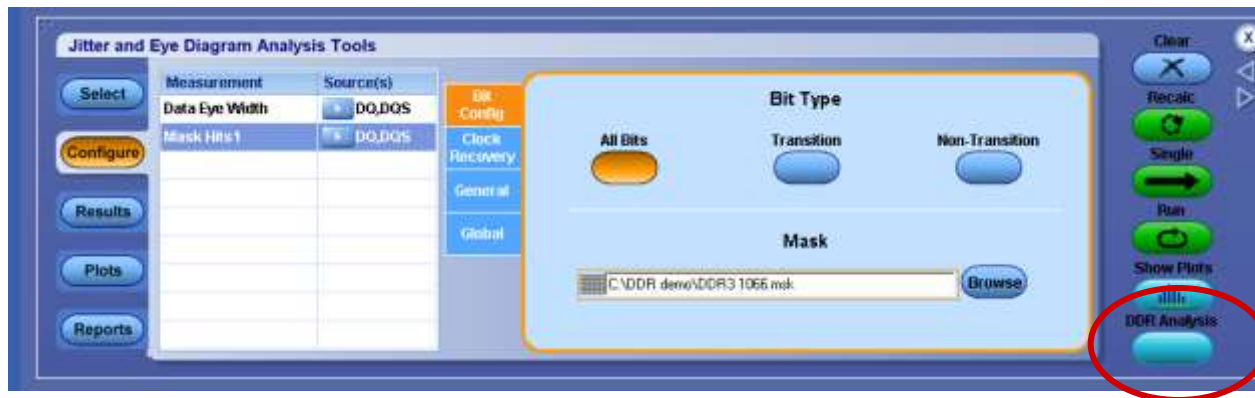 Jitter and Eye Diagram Analysis Tools
Select
Configure
Results
Plots
Reports
Measurement Source(s)
Data Eye Width DQ,DQS
Mask Hits1 DQ,DQS
Bit Config
Clock Recovery
General
Global
Bit Type
All Bits Transition Non-Transition
Mask
C:\DDR demo\DDR3 1066.msk Browse
Clear
X
Recalc
Single
Run
Show Plots
DDR Analysis